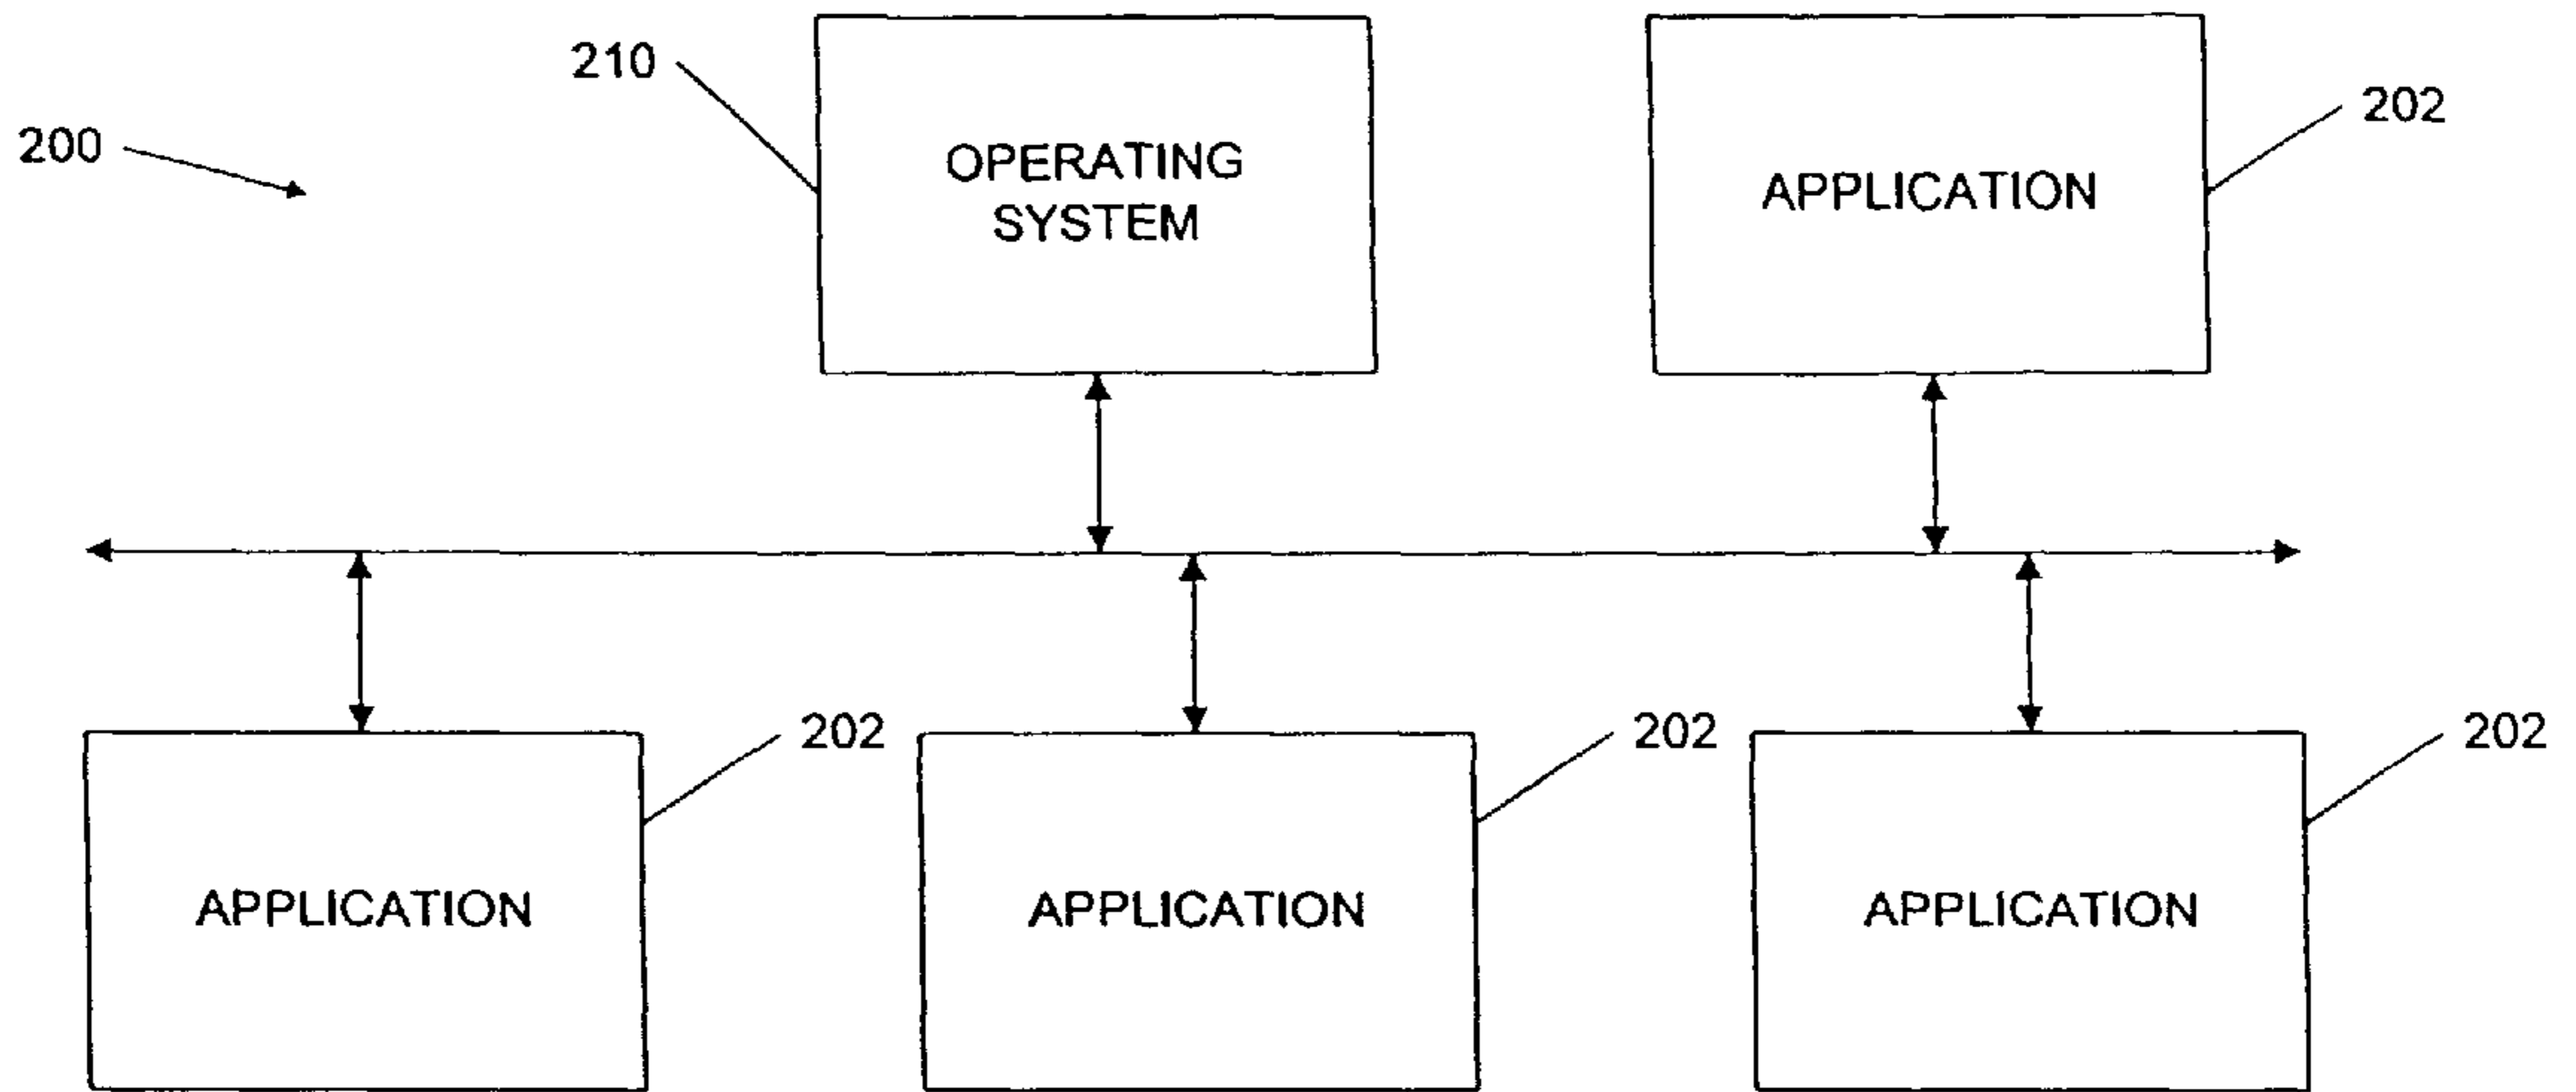 210
202
200
OPERATING
SYSTEM
APPLICATION
202
202
202
APPLICATION
APPLICATION
APPLICATION